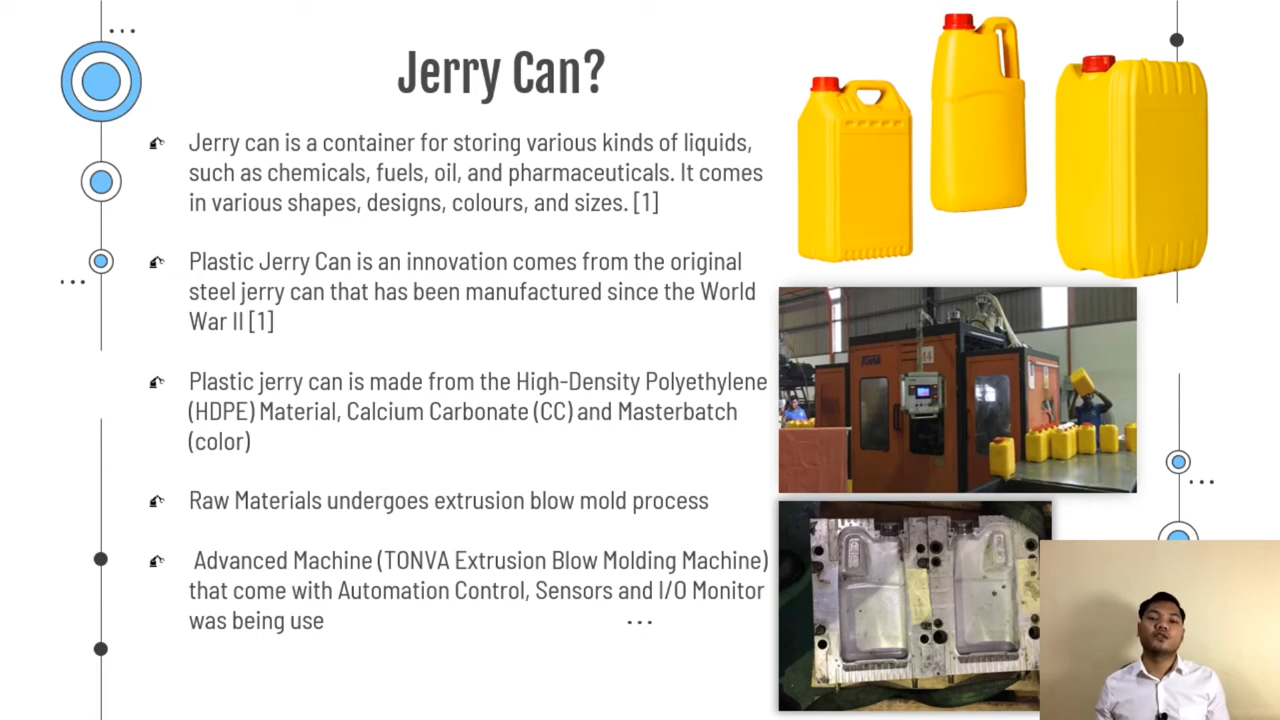 Jerry Can?
Jerry can is a container for storing various kinds of liquids,
such as chemicals, fuels, oil, and pharmaceuticals. It comes
in various shapes, designs, colours, and sizes. [1]
Plastic Jerry Can is an innovation comes from the original
steel jerry can that has been manufactured since the World
War II [1]
Plastic jerry can is made from the High-Density Polyethylene
(HDPE) Material, Calcium Carbonate (CC) and Masterbatch
(color)
Raw Materials undergoes extrusion blow mold process
Advanced Machine (TONVA Extrusion Blow Molding Machine)
that come with Automation Control, Sensors and I/O Monitor
was being use
TONVA